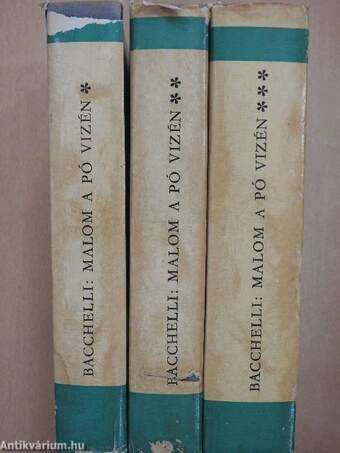 BACCHELLI: MALOM A PÓ VIZÉN *
BACCHELLI: MALOM A PÓ VIZÉN **
BACCHELLI: MALOM A PÓ VIZÉN ***
Antikvárium.hu